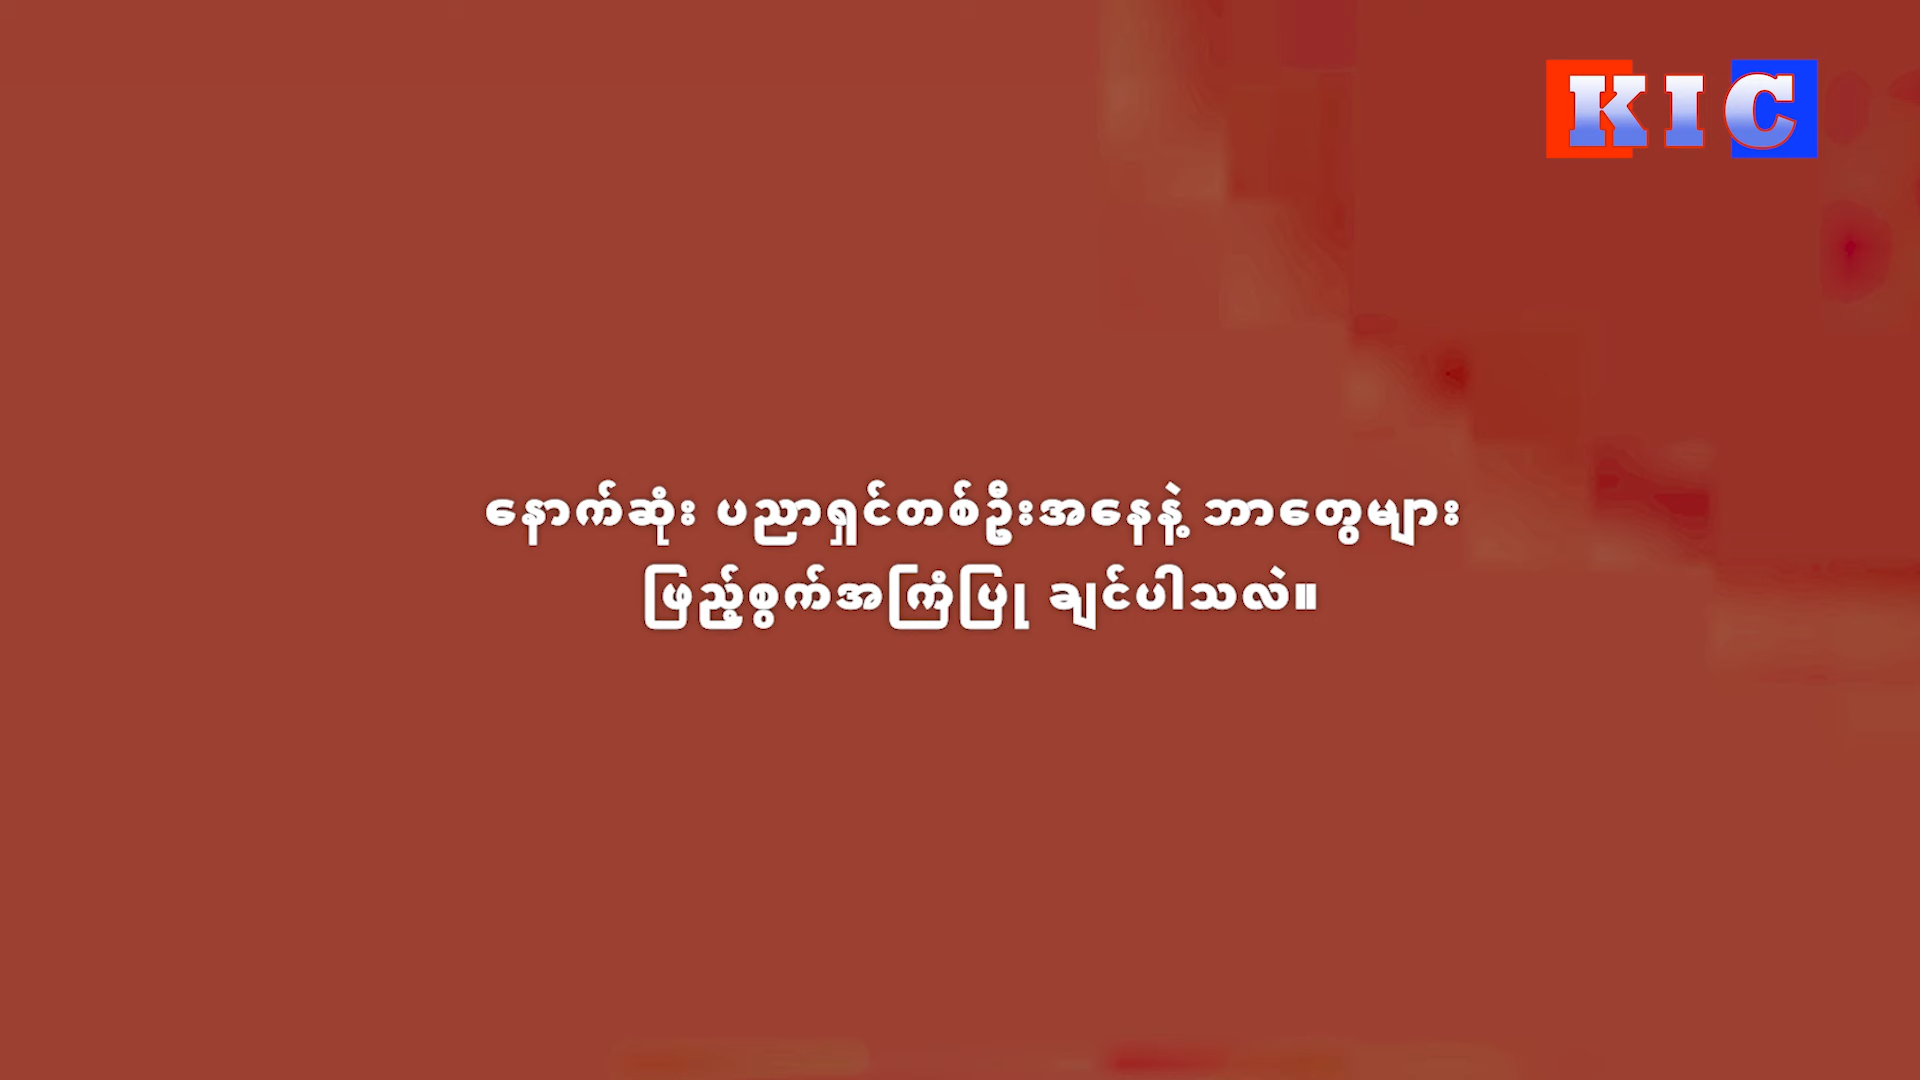 KIC
နောက်ဆုံး ပညာရှင်တစ်ဦးအနေနဲ့ ဘာတွေများ
ဖြည့်စွက်အကြံပြု ချင်ပါသလဲ။